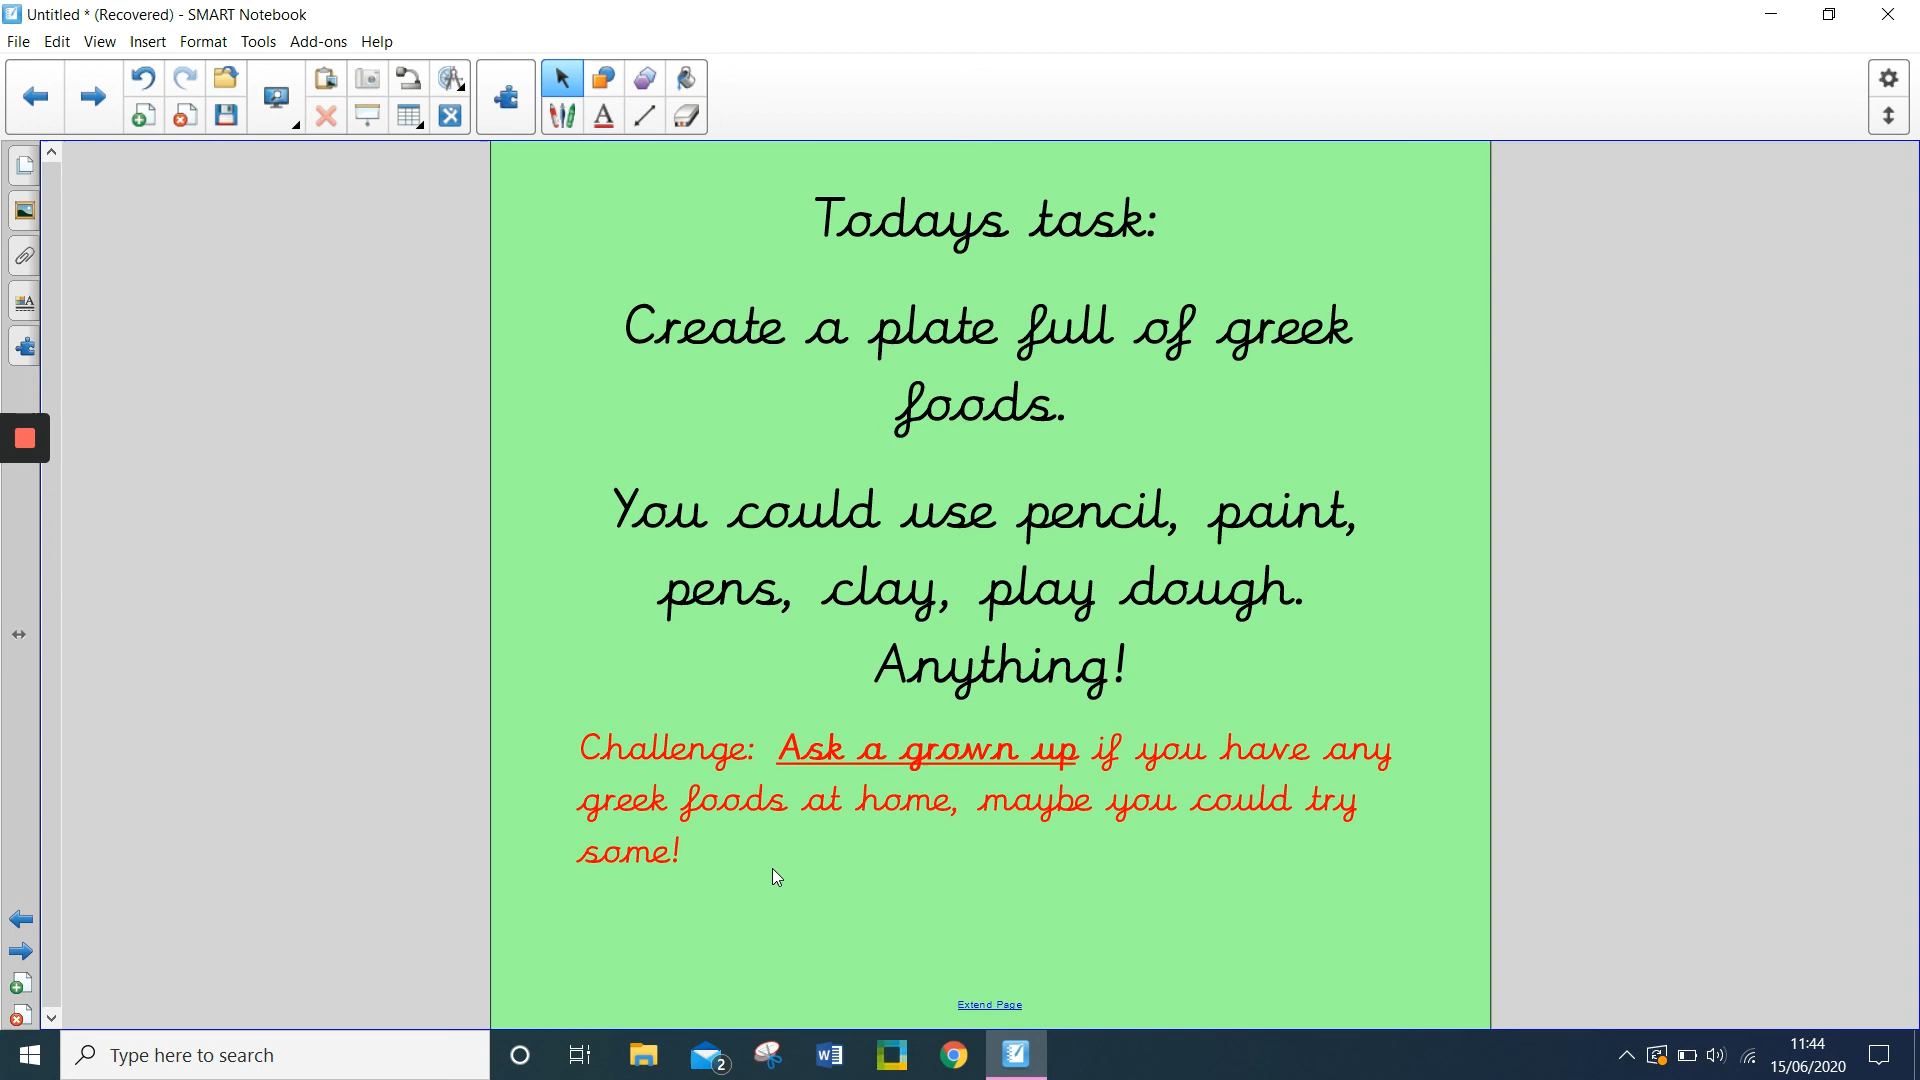 Untitled * (Recovered) - SMART Notebook
File Edit View Insert Format Tools Add-ons Help
Todays task:
Create a plate full of greek
foods.
You could use pencil, paint,
pens, clay, play dough.
Anything!
Challenge: Ask a grown up if you have any
greek foods at home, maybe you could try
some!
Extend Page
Type here to search
2
11:44
15/06/2020